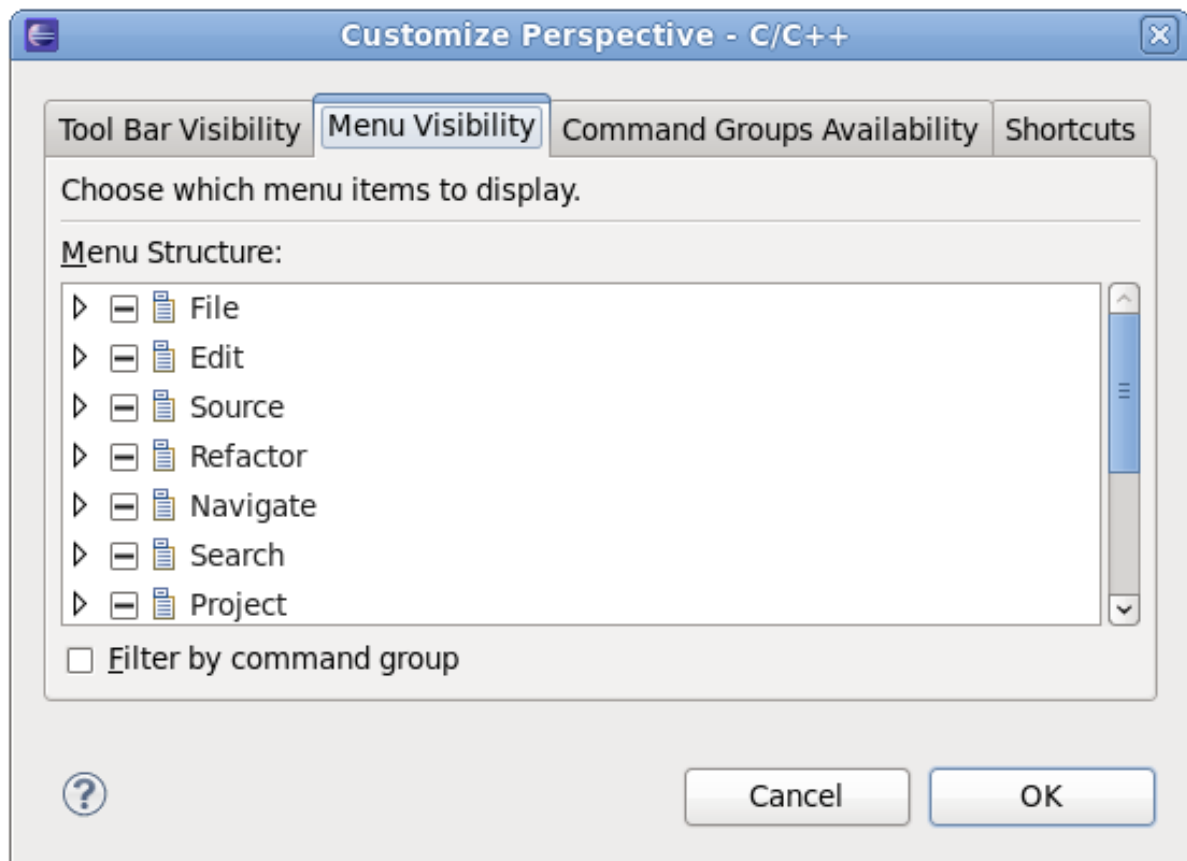 Customize Perspective - C/C++
Tool Bar Visibility Menu Visibility Command Groups Availability Shortcuts
Choose which menu items to display.
Menu Structure:
File
Edit
Source
Refactor
Navigate
Search
Project
Filter by command group
? Cancel OK